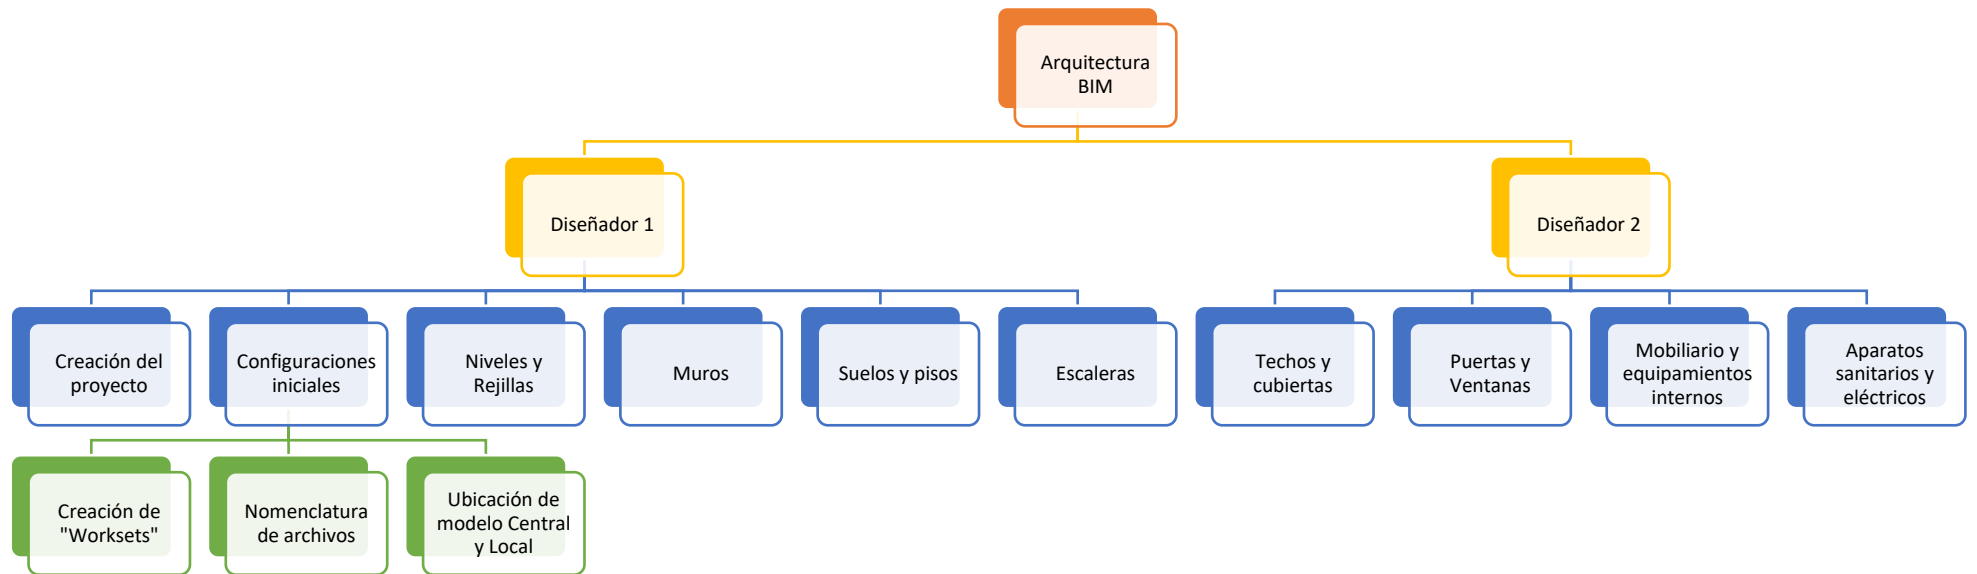 Arquitectura
BIM
Diseñador 1
Diseñador 2
Creación del
proyecto
Configuraciones
iniciales
Niveles y
Rejillas
Muros
Suelos y pisos
Escaleras
Techos y
cubiertas
Puertas y
Ventanas
Mobiliario y
equipamientos
internos
Aparatos
sanitarios y
eléctricos
Creación de
"Worksets"
Nomenclatura
de archivos
Ubicación de
modelo Central
y Local